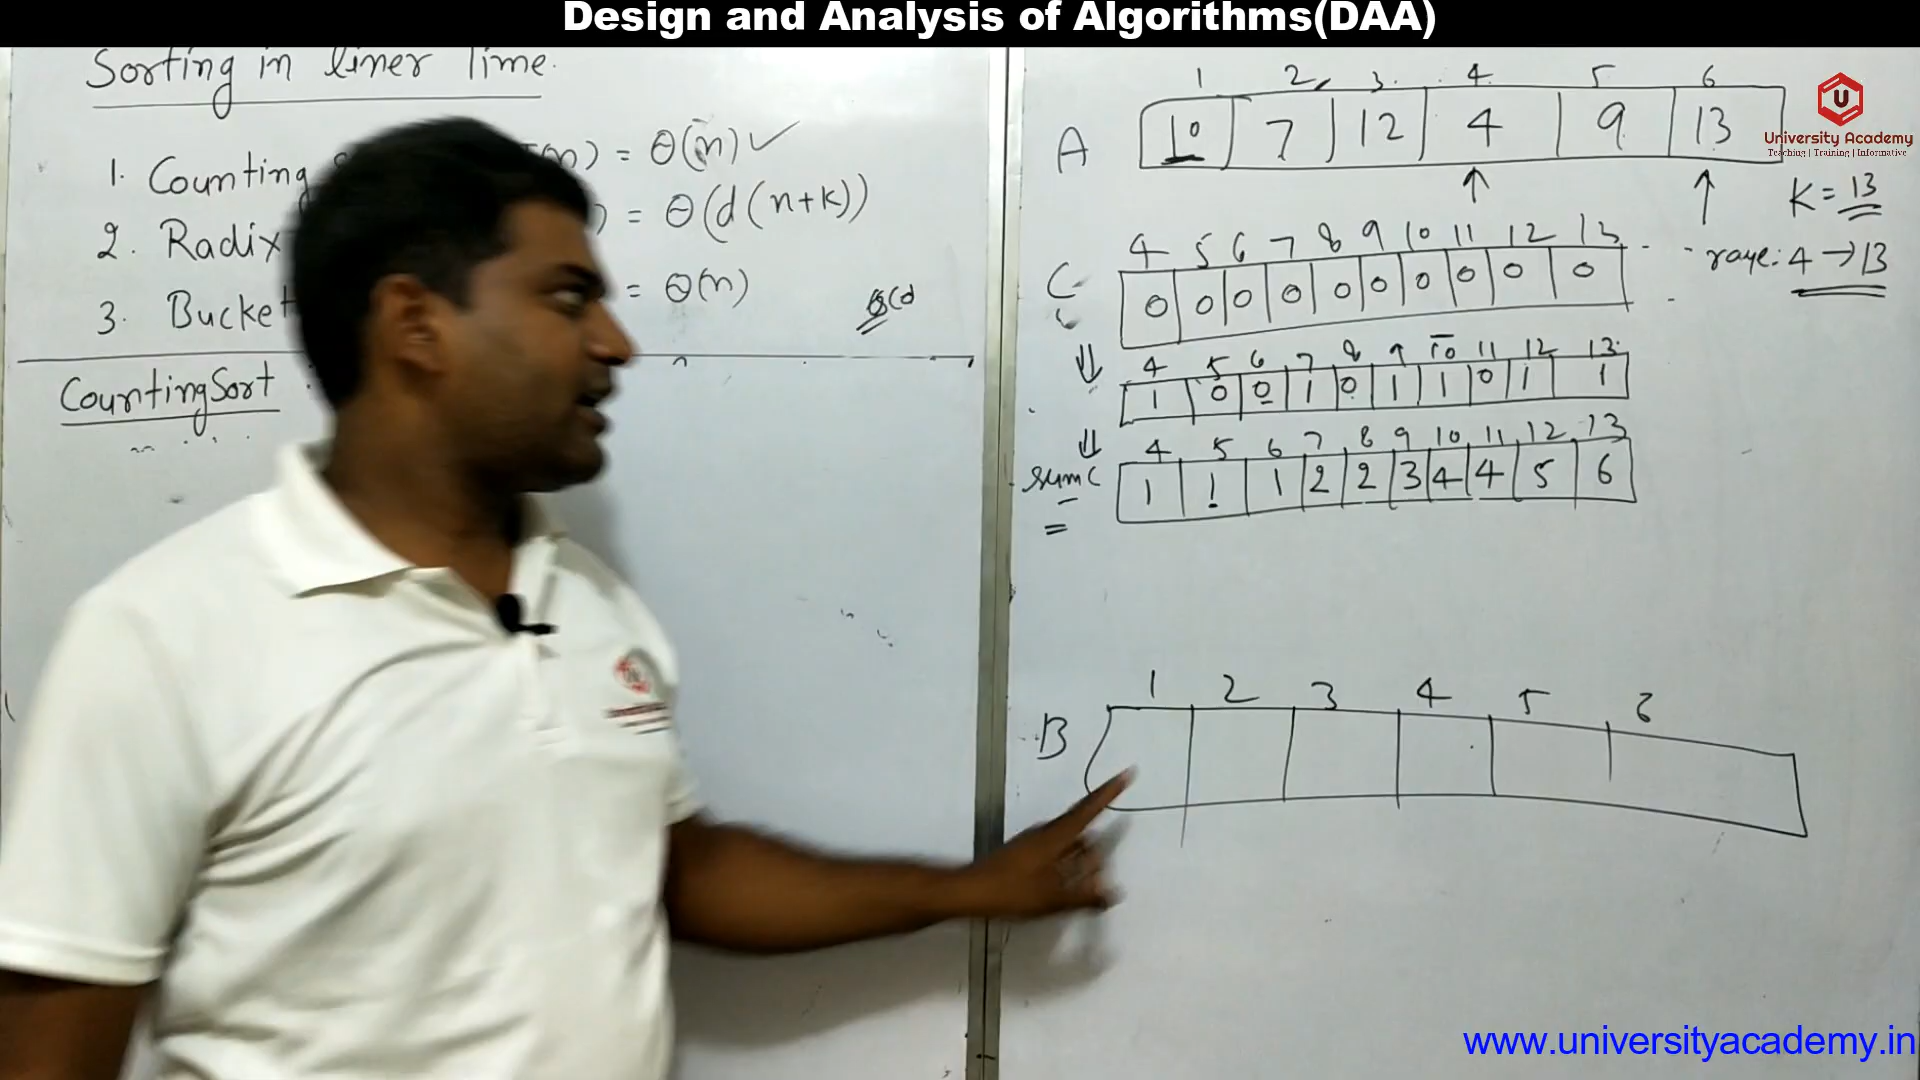 Design and Analysis of Algorithms(DAA)
Sorting in liner Time.
1. Counting (n) = Θ(n) ✓
2. Radix ) = Θ(d(n+k))
3. Bucket = Θ(n)
CountingSort :
1 2 3 4 5 6
A 10 7 12 4 9 13
University Academy
Teaching | Training | Informative
K = 13
range: 4 → 13
4 5 6 7 8 9 10 11 12 13
C 0 0 0 0 0 0 0 0 0 0
4 5 6 7 8 9 10 11 12 13
1 0 0 1 0 1 1 0 1 1
4 5 6 7 8 9 10 11 12 13
sum C 1 1 1 2 2 3 4 4 5 6
1 2 3 4 5 6
B
www.universityacademy.in